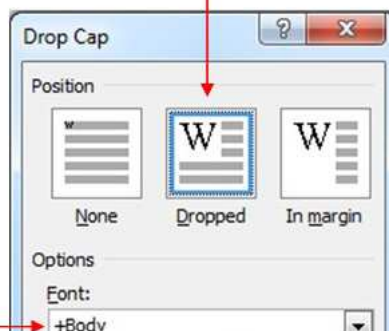 Drop Cap
Position
W W W
None Dropped In margin
Options
Font:
+Body